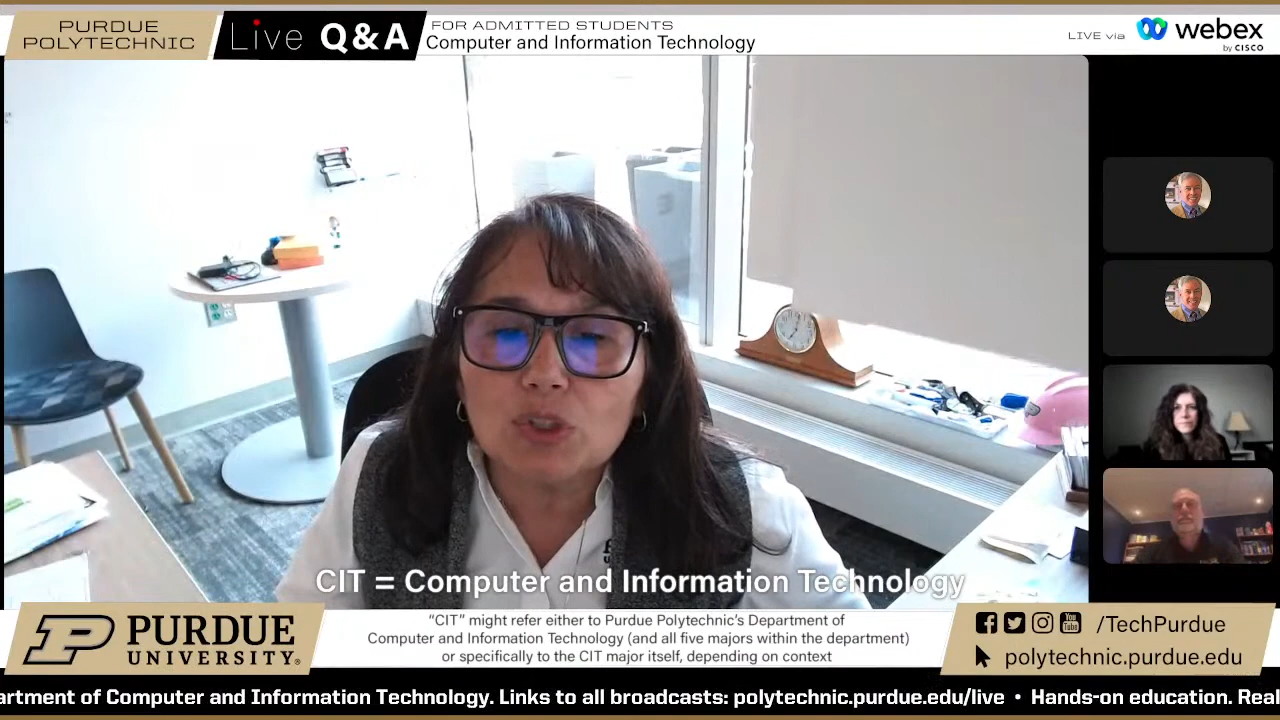 PURDUE
POLYTECHNIC
Live Q&A
FOR ADMITTED STUDENTS
Computer and Information Technology
LIVE via
webex
by CISCO
CIT = Computer and Information Technology
PURDUE
UNIVERSITY®
“CIT” might refer either to Purdue Polytechnic’s Department of
Computer and Information Technology (and all five majors within the department)
or specifically to the CIT major itself, depending on context
You
Tube
/TechPurdue
polytechnic.purdue.edu
artment of Computer and Information Technology. Links to all broadcasts: polytechnic.purdue.edu/live • Hands-on education. Real